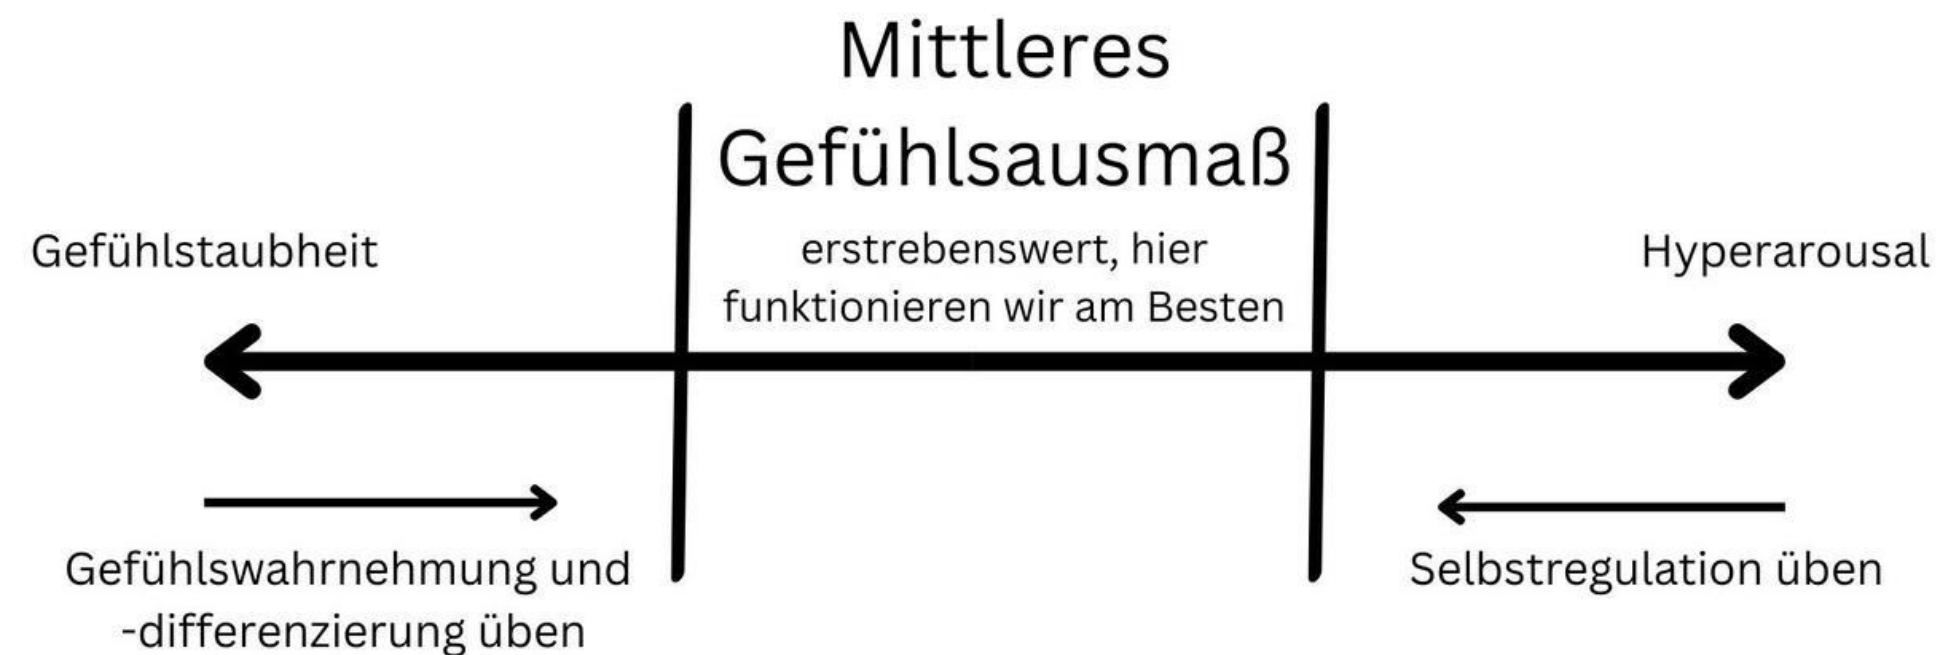 Mittleres
Gefühlsausmaß
erstrebenswert, hier
funktionieren wir am Besten
Gefühlstaubheit
Hyperarousal
Gefühlswahrnehmung und
-differenzierung üben
Selbstregulation üben